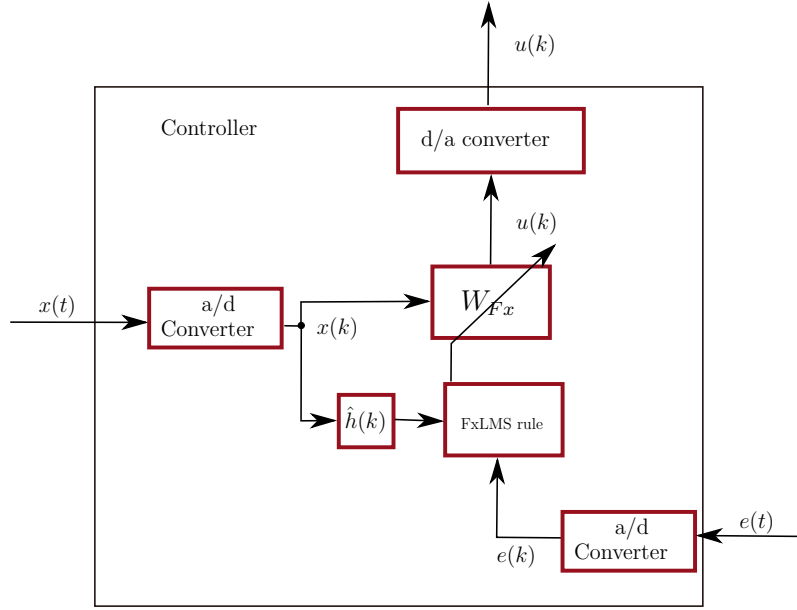 u(k)
Controller
d/a converter
u(k)
x(t)
a/d
Converter
W_{Fx}
x(k)
ĥ(k)
FxLMS rule
a/d
Converter
e(t)
e(k)